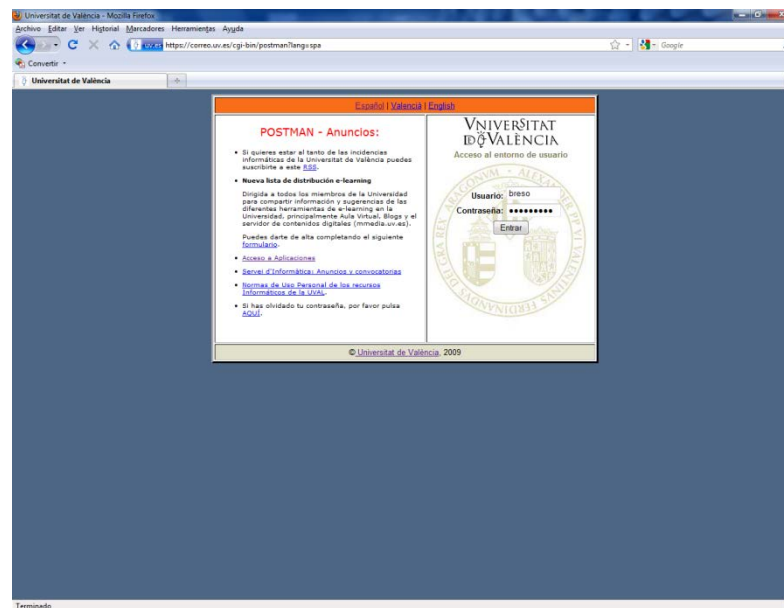 Universitat de València - Mozilla Firefox
Archivo Editar Ver Historial Marcadores Herramientas Ayuda
uv.es https://correo.uv.es/cgi-bin/postman?lang=spa
Google
Convertir
Universitat de València
Español | Valencià | English
POSTMAN - Anuncios:
• Si quieres estar al tanto de las incidencias
informáticas de la Universitat de València puedes
suscribirte a este RSS.
• Nueva lista de distribución e-learning
Dirigida a todos los miembros de la Universidad
para compartir información y sugerencias de las
diferentes herramientas de e-learning en la
Universidad, principalmente Aula Virtual, Blogs y el
servidor de contenidos digitales (mmedia.uv.es).
Puedes darte de alta completando el siguiente
formulario.
• Acceso a Aplicaciones
• Servei d'Informàtica: Anuncios y convocatorias
• Normas de Uso Personal de los recursos
Informáticos de la UVAL.
• Si has olvidado tu contraseña, por favor pulsa
AQUÍ.
VNIVERSITAT
DE VALÈNCIA
Acceso al entorno de usuario
Usuario: breso
Contraseña: •••••••••
Entrar
© Universitat de València, 2009
Terminado